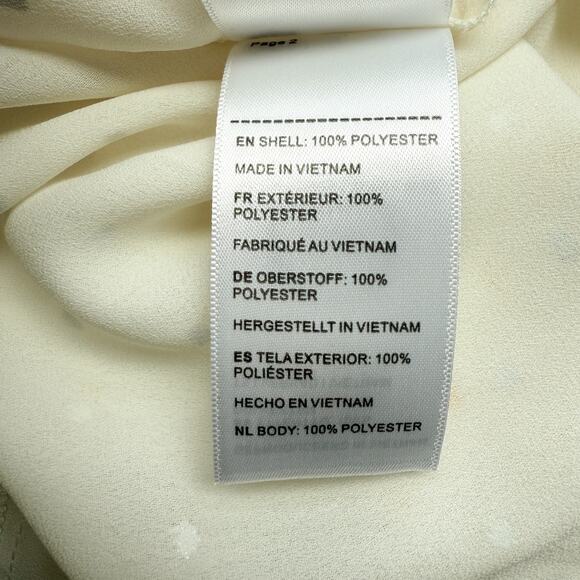 Page 2
EN SHELL: 100% POLYESTER
MADE IN VIETNAM
FR EXTÉRIEUR: 100%
POLYESTER
FABRIQUÉ AU VIETNAM
DE OBERSTOFF: 100%
POLYESTER
HERGESTELLT IN VIETNAM
ES TELA EXTERIOR: 100%
POLIÉSTER
HECHO EN VIETNAM
NL BODY: 100% POLYESTER